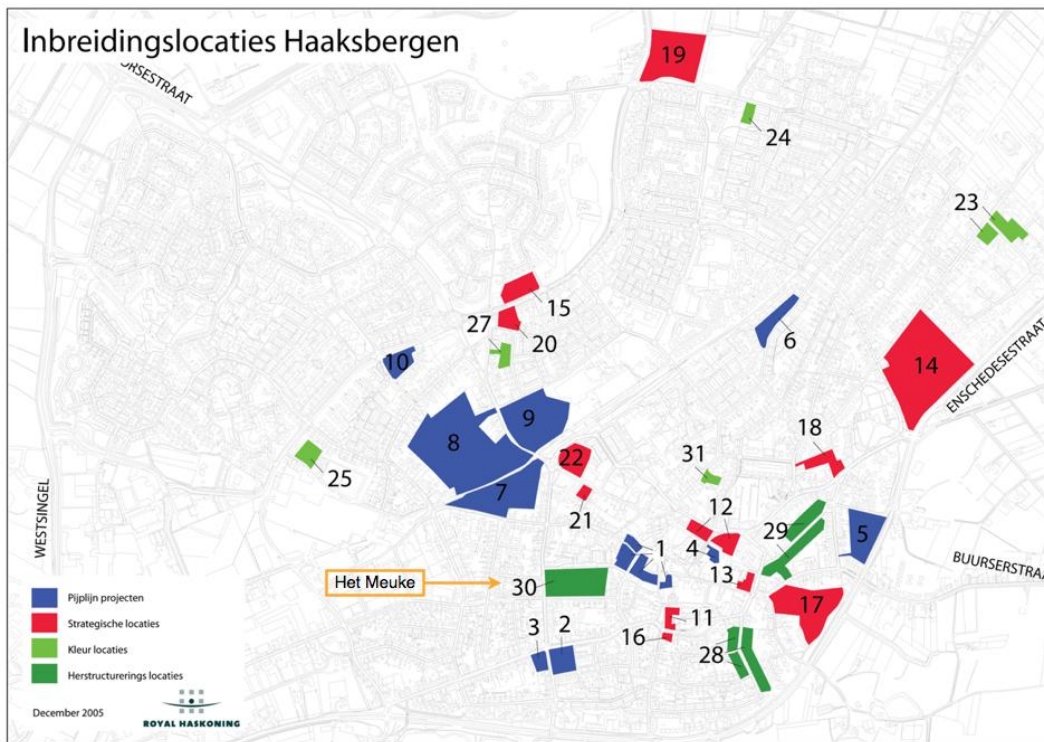 Inbreidingslocaties Haaksbergen
19
24
23
15
27
20
6
10
14
ENSCHEDESESTRAAT
9
8
18
22
31
25
7
21
WESTSINGEL
12
29
5
1
4
BUURSERSTRAAT
13
Het Meuke
30
17
11
16
3
2
28
Pijplijn projecten
Strategische locaties
Kleur locaties
Herstructurerings locaties
December 2005
ROYAL HASKONING